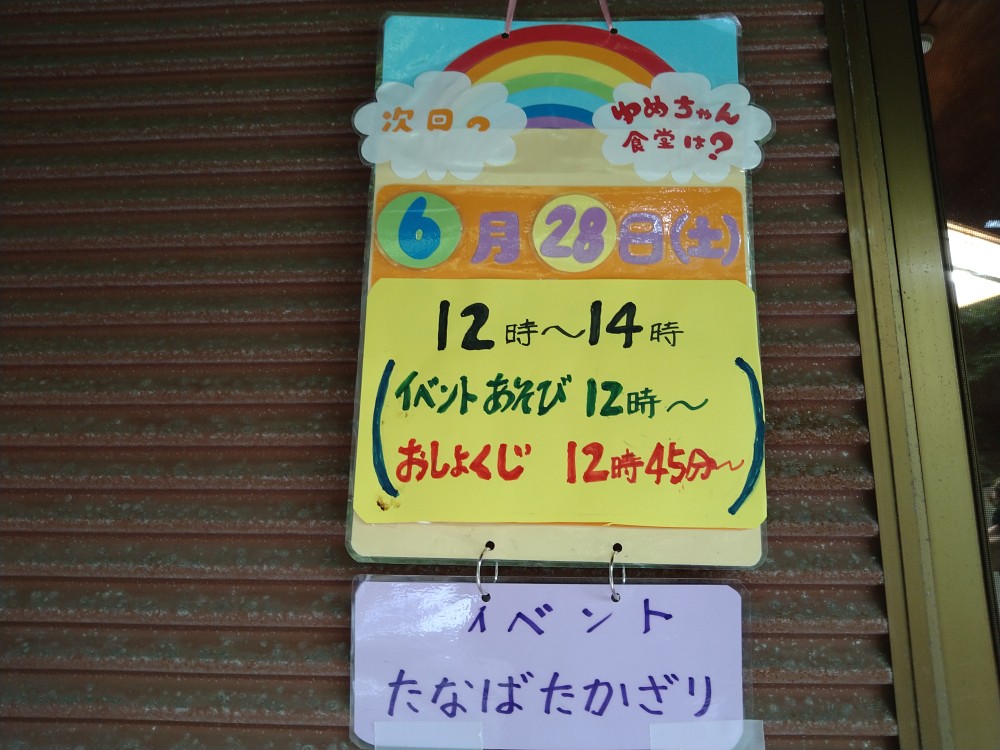 次回の
ゆめちゃん
食堂は?
6月28日(土)
12時〜14時
(イベントあそび 12時〜
おしょくじ 12時45分〜)
イベント
たなばたかざり